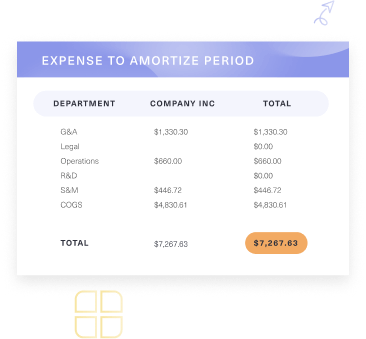 EXPENSE TO AMORTIZE PERIOD
DEPARTMENT COMPANY INC TOTAL
G&A $1,330.30 $1,330.30
Legal $0.00
Operations $660.00 $660.00
R&D $0.00
S&M $446.72 $446.72
COGS $4,830.61 $4,830.61
TOTAL $7,267.63 $7,267.63